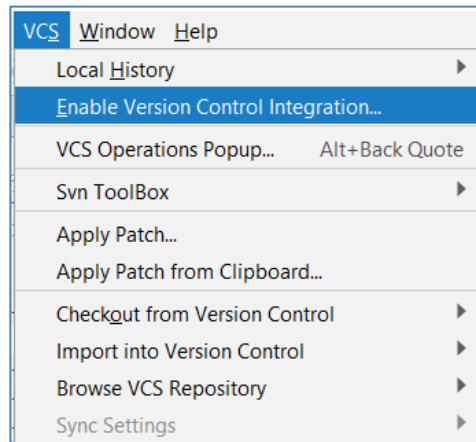 VCS Window Help
Local History
Enable Version Control Integration...
VCS Operations Popup... Alt+Back Quote
Svn ToolBox
Apply Patch...
Apply Patch from Clipboard...
Checkout from Version Control
Import into Version Control
Browse VCS Repository
Sync Settings